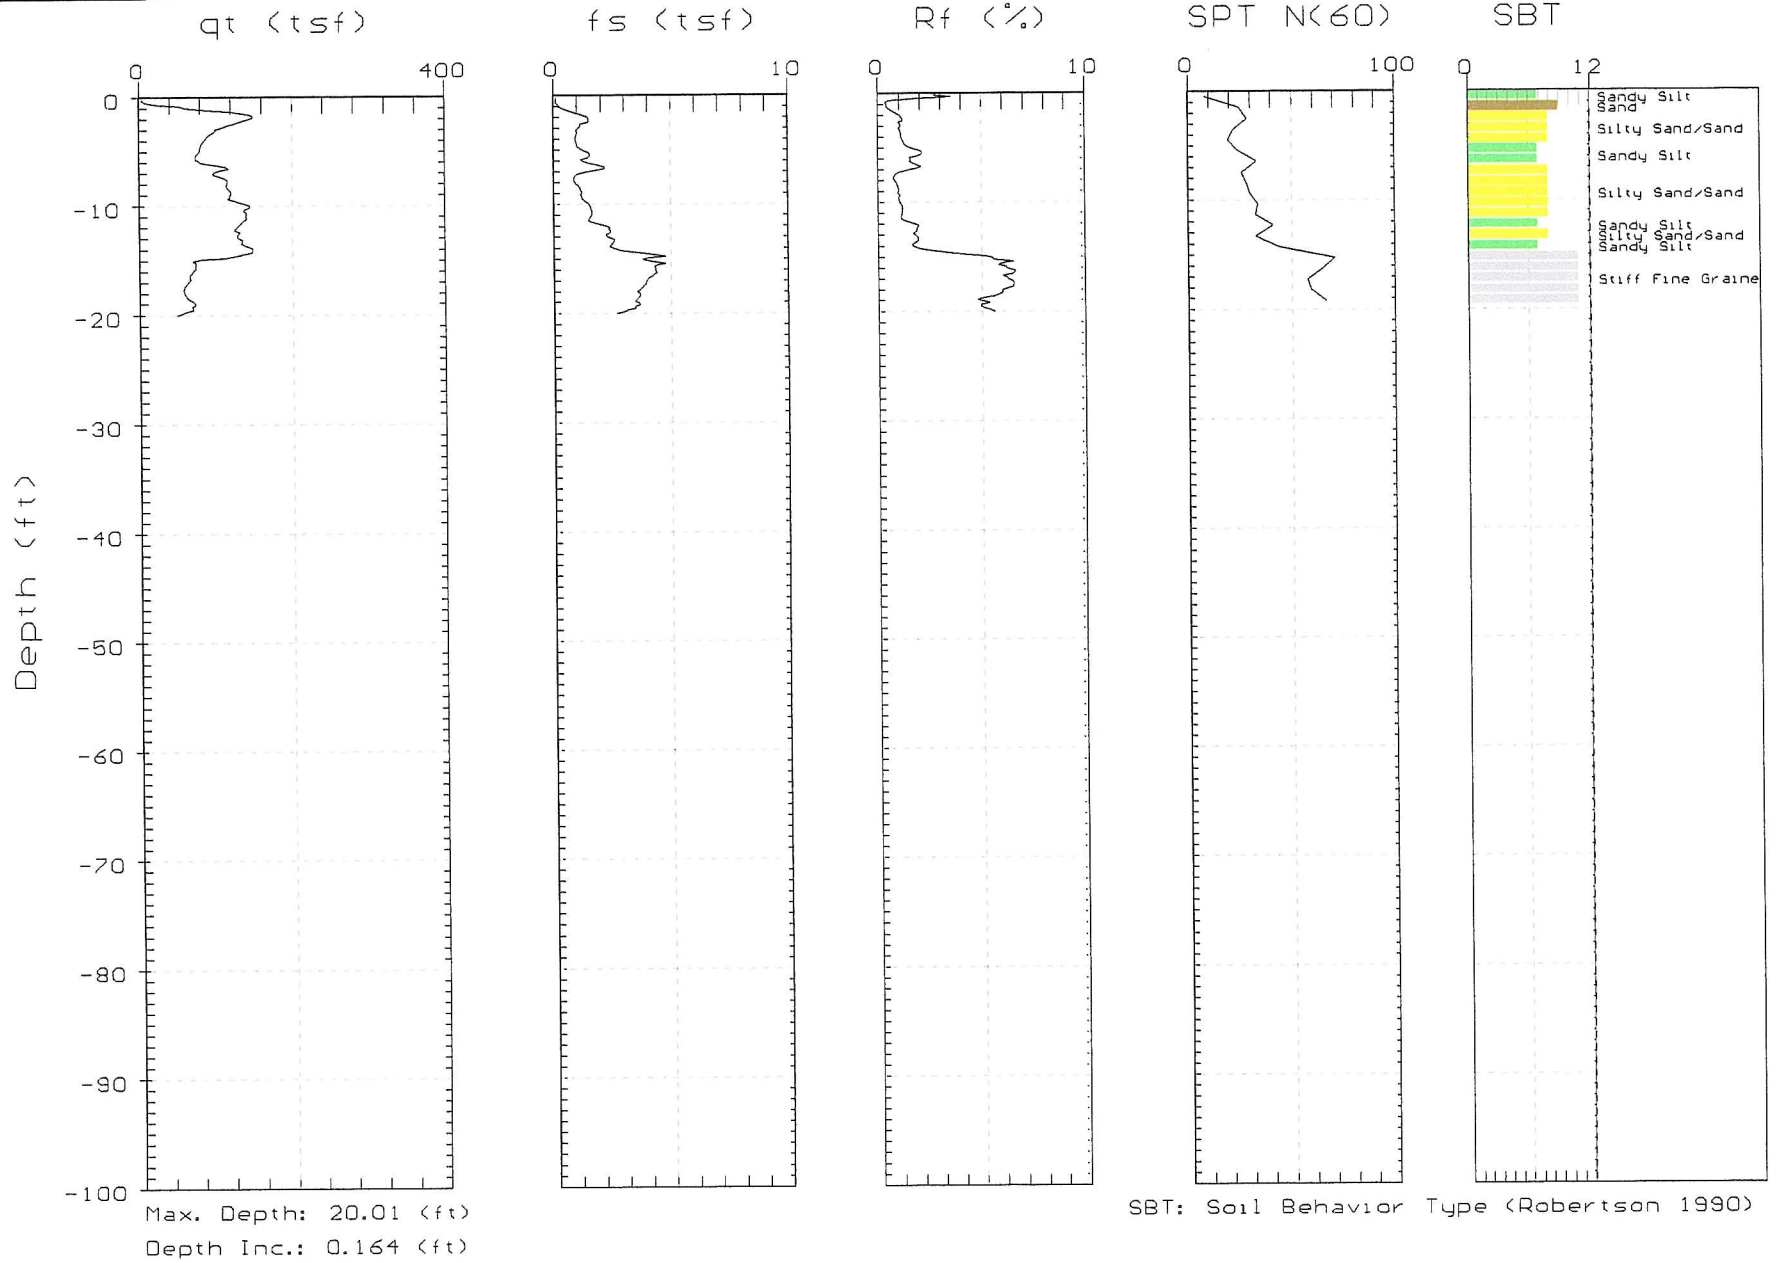 qt (tsf) fs (tsf) Rf (%) SPT N(60) SBT
0 400 0 10 0 10 0 100 0 12
0
-10
-20
-30
-40
-50
-60
-70
-80
-90
-100
Depth (ft)
Sandy Silt
Sand
Silty Sand/Sand
Sandy Silt
Silty Sand/Sand
Sandy Silt
Silty Sand/Sand
Sandy Silt
Stiff Fine Graine
Max. Depth: 20.01 (ft)
Depth Inc.: 0.164 (ft)
SBT: Soil Behavior Type (Robertson 1990)